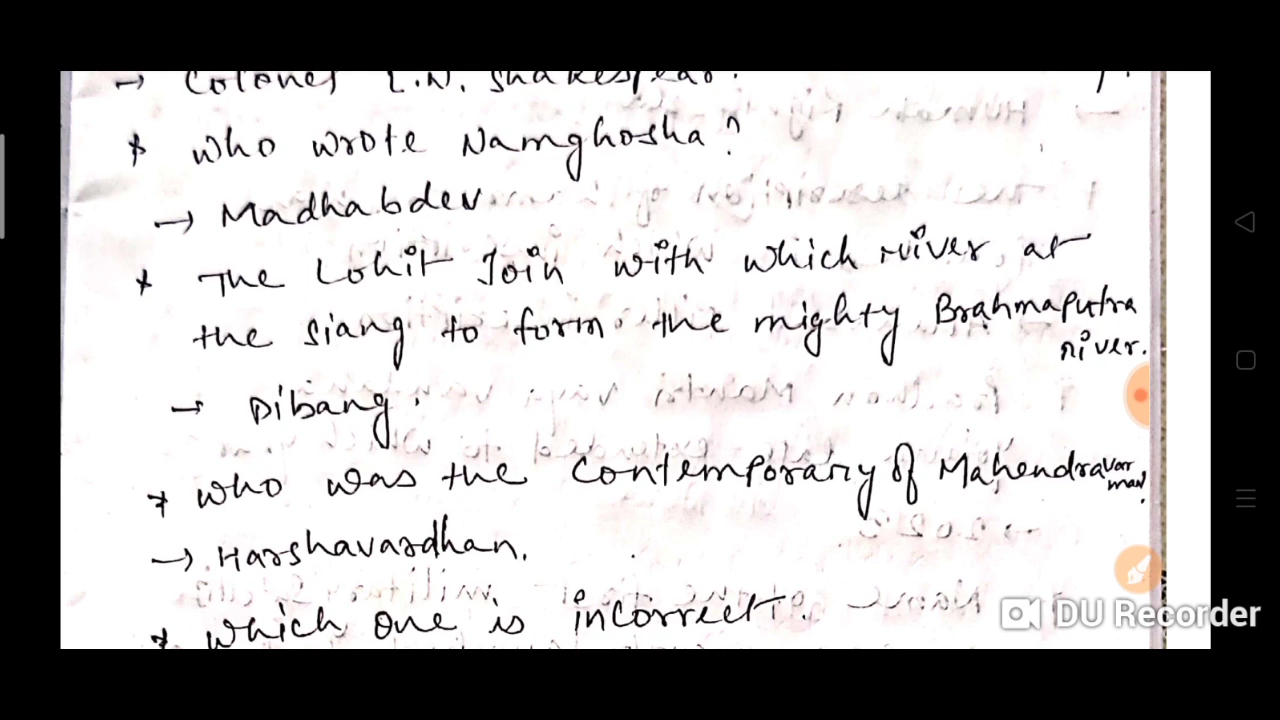 → Colonel L.N. Shakespear.
* who wrote Namghosha?
→ Madhabdev
* The Lohit Join with which river at
the siang to form the mighty Brahmaputra
river.
→ Dibang.
* who was the contemporary of Mahendravarman?
→ Harshavardhan.
* which one is incorrect.
DU Recorder